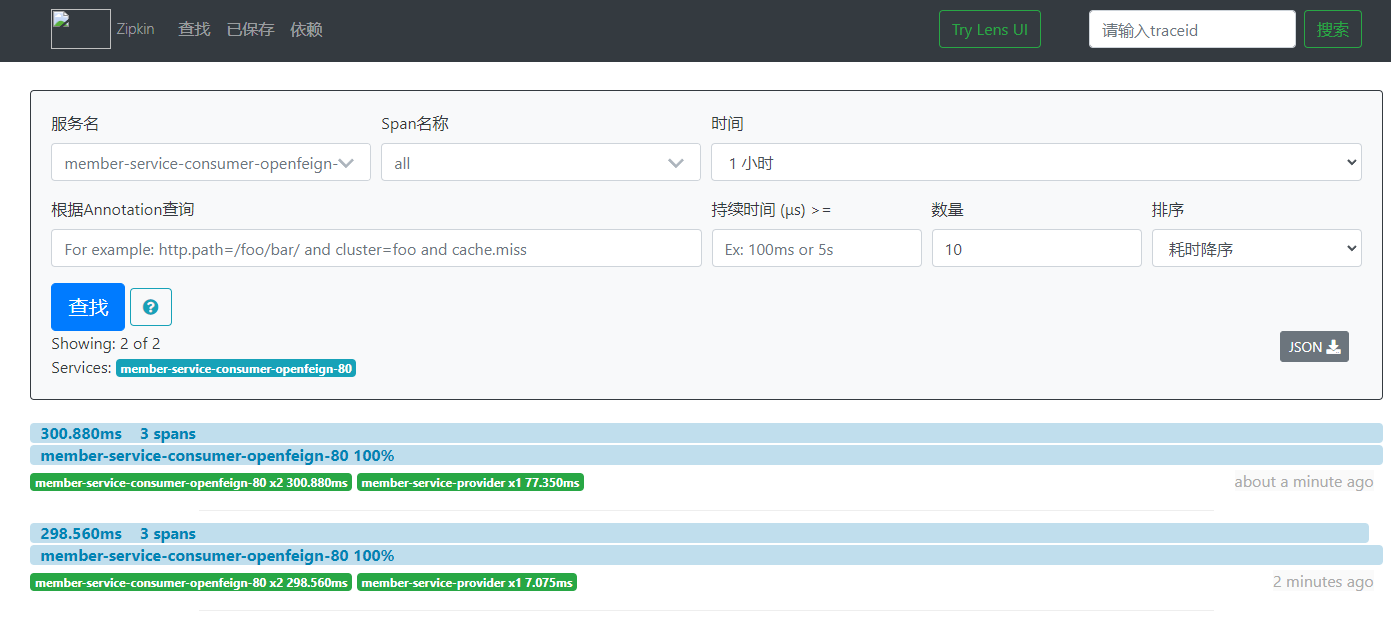 Zipkin 查找 已保存 依赖 Try Lens UI 请输入traceid 搜索
服务名 Span名称 时间
member-service-consumer-openfeign- all 1 小时
根据Annotation查询 持续时间 (μs) >= 数量 排序
For example: http.path=/foo/bar/ and cluster=foo and cache.miss Ex: 100ms or 5s 10 耗时降序
查找
Showing: 2 of 2
JSON
Services: member-service-consumer-openfeign-80
300.880ms 3 spans
member-service-consumer-openfeign-80 100%
member-service-consumer-openfeign-80 x2 300.880ms member-service-provider x1 77.350ms about a minute ago
298.560ms 3 spans
member-service-consumer-openfeign-80 100%
member-service-consumer-openfeign-80 x2 298.560ms member-service-provider x1 7.075ms 2 minutes ago